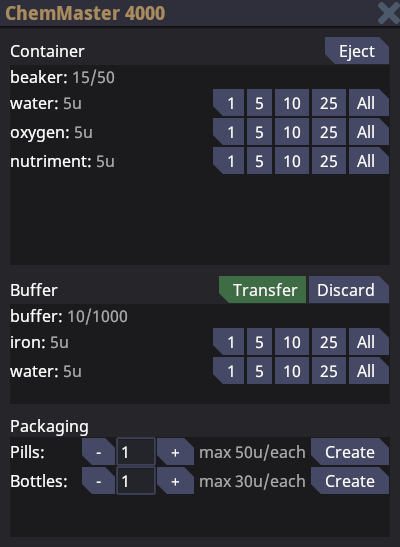 ChemMaster 4000
Container Eject
beaker: 15/50
water: 5u 1 5 10 25 All
oxygen: 5u 1 5 10 25 All
nutriment: 5u 1 5 10 25 All
Buffer Transfer Discard
buffer: 10/1000
iron: 5u 1 5 10 25 All
water: 5u 1 5 10 25 All
Packaging
Pills: - 1 + max 50u/each Create
Bottles: - 1 + max 30u/each Create